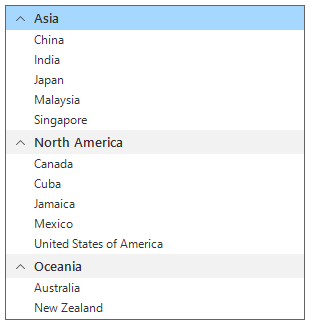 Asia
China
India
Japan
Malaysia
Singapore
North America
Canada
Cuba
Jamaica
Mexico
United States of America
Oceania
Australia
New Zealand